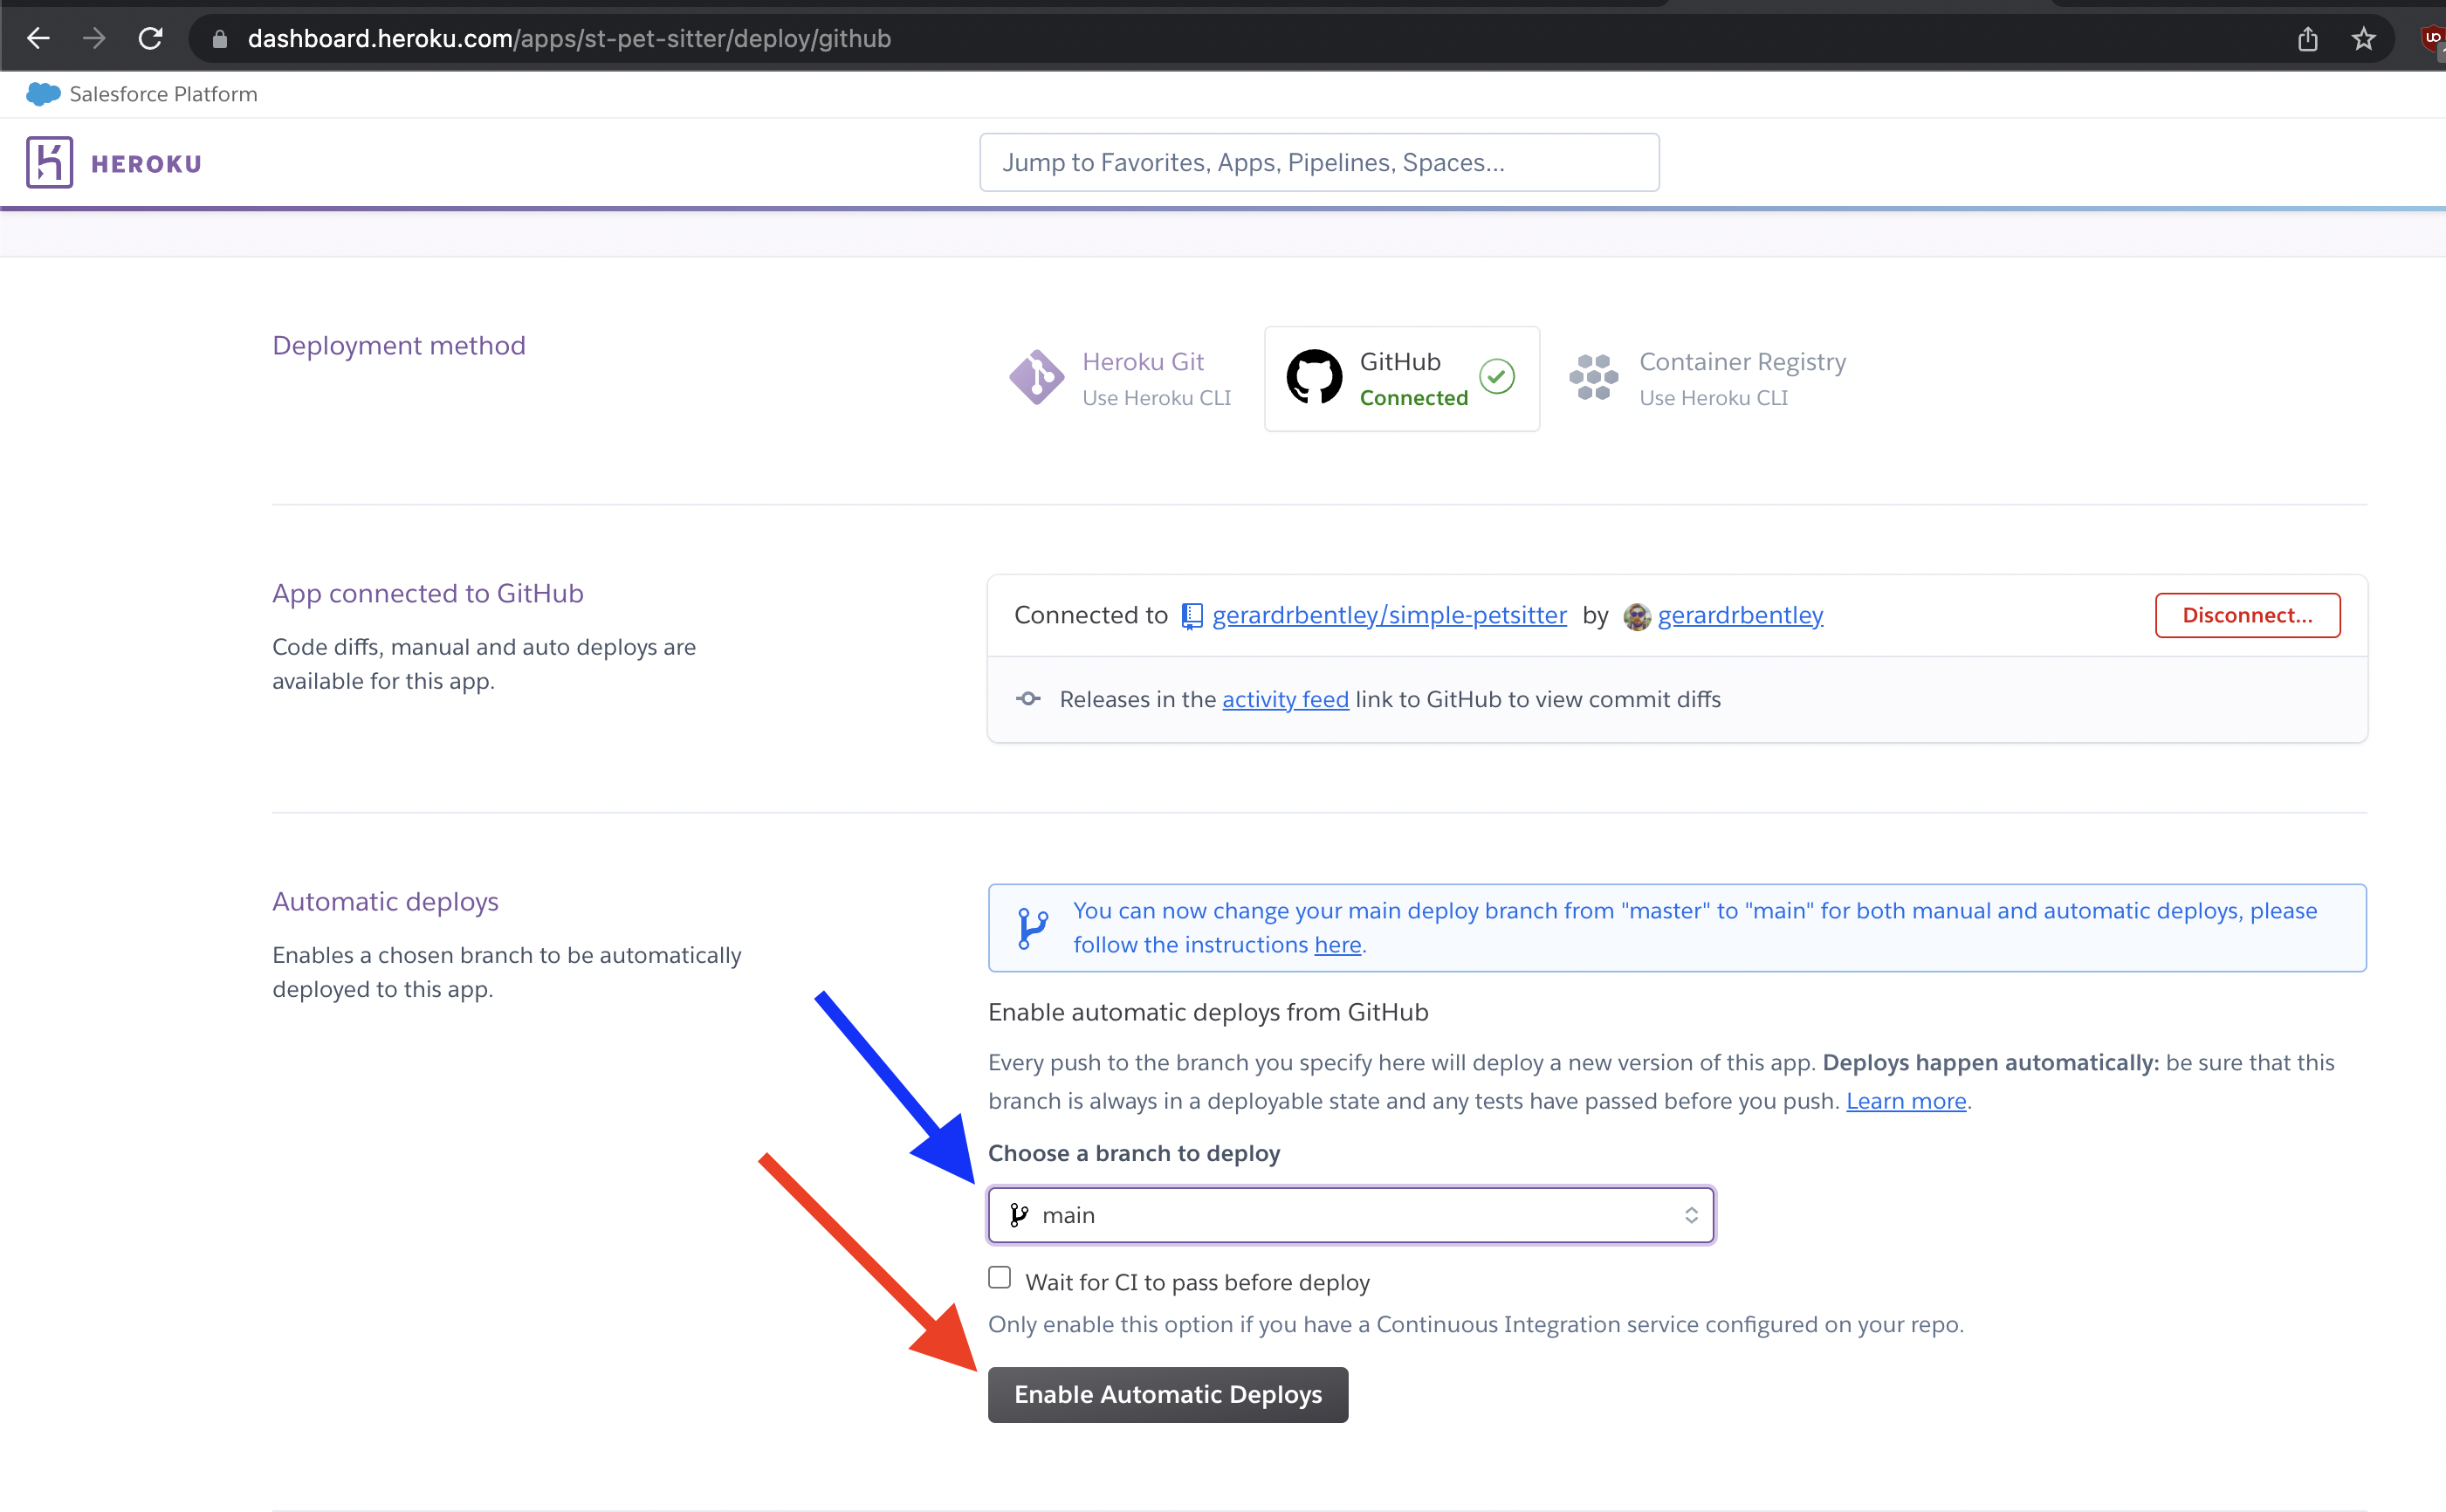 dashboard.heroku.com/apps/st-pet-sitter/deploy/github
Salesforce Platform
HEROKU
Jump to Favorites, Apps, Pipelines, Spaces...
Deployment method
Heroku Git
Use Heroku CLI
GitHub
Connected
Container Registry
Use Heroku CLI
App connected to GitHub
Code diffs, manual and auto deploys are
available for this app.
Connected to gerardrbentley/simple-petsitter by gerardrbentley
Disconnect...
Releases in the activity feed link to GitHub to view commit diffs
Automatic deploys
Enables a chosen branch to be automatically
deployed to this app.
You can now change your main deploy branch from "master" to "main" for both manual and automatic deploys, please
follow the instructions here.
Enable automatic deploys from GitHub
Every push to the branch you specify here will deploy a new version of this app. Deploys happen automatically: be sure that this
branch is always in a deployable state and any tests have passed before you push. Learn more.
Choose a branch to deploy
main
Wait for CI to pass before deploy
Only enable this option if you have a Continuous Integration service configured on your repo.
Enable Automatic Deploys